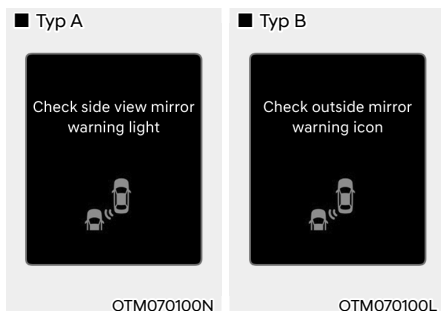 ■ Typ A
Check side view mirror
warning light
OTM070100N
■ Typ B
Check outside mirror
warning icon
OTM070100L